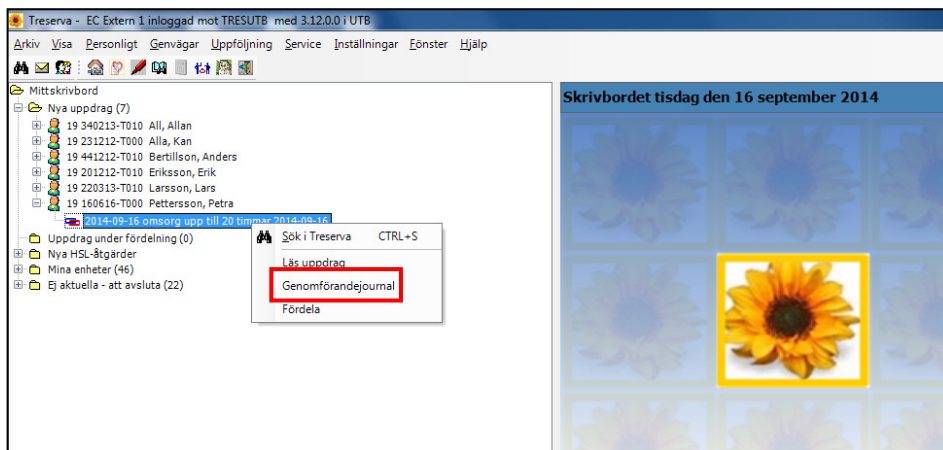 Treserva - EC Extern 1 inloggad mot TRESUTB med 3.12.0.0 i UTB
Arkiv Visa Personligt Genvägar Uppföljning Service Inställningar Fönster Hjälp
Mitt skrivbord
Nya uppdrag (7)
19 340213-T010 All, Allan
19 231212-T000 Alla, Kan
19 441212-T010 Bertillson, Anders
19 201212-T010 Eriksson, Erik
19 220313-T010 Larsson, Lars
19 160616-T000 Pettersson, Petra
2014-09-16 omsorg upp till 20 timmar 2014-09-16
Uppdrag under fördelning (0)
Nya HSL-åtgärder
Mina enheter (46)
Ej aktuella - att avsluta (22)
Sök i Treserva CTRL+S
Läs uppdrag
Genomförandejournal
Fördela
Skrivbordet tisdag den 16 september 2014